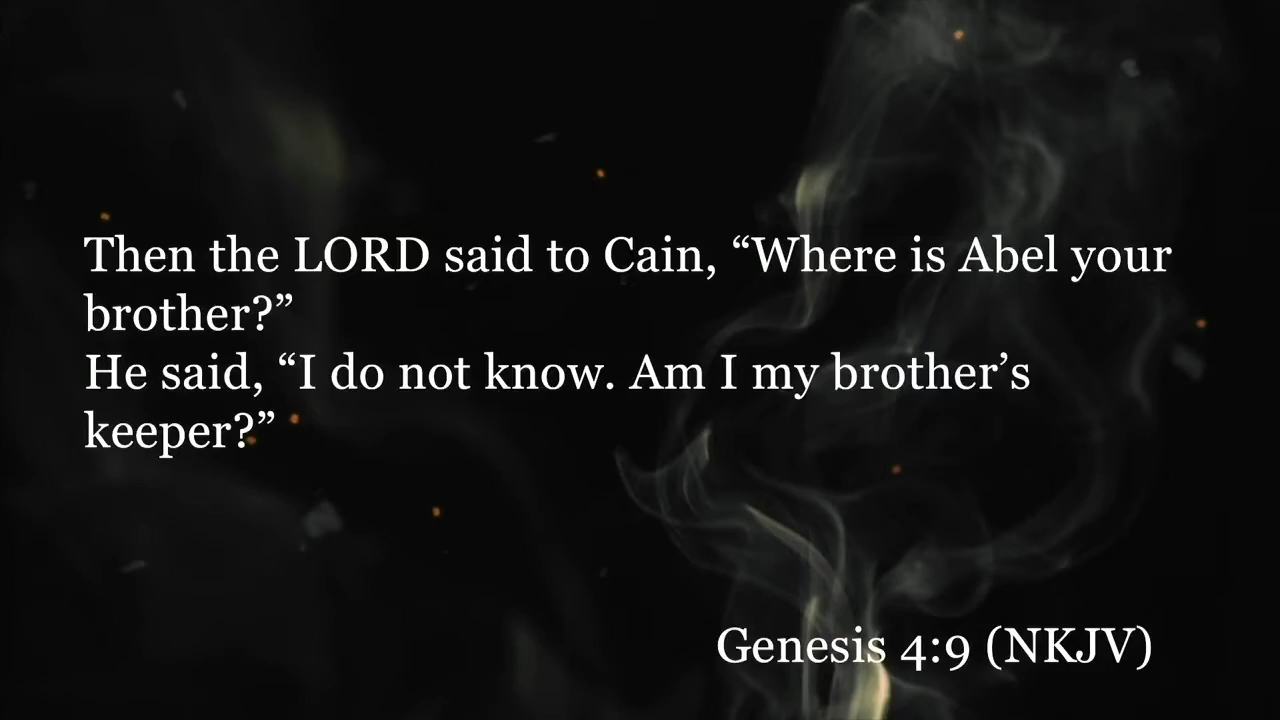 Then the LORD said to Cain, “Where is Abel your
brother?”
He said, “I do not know. Am I my brother’s
keeper?”
Genesis 4:9 (NKJV)